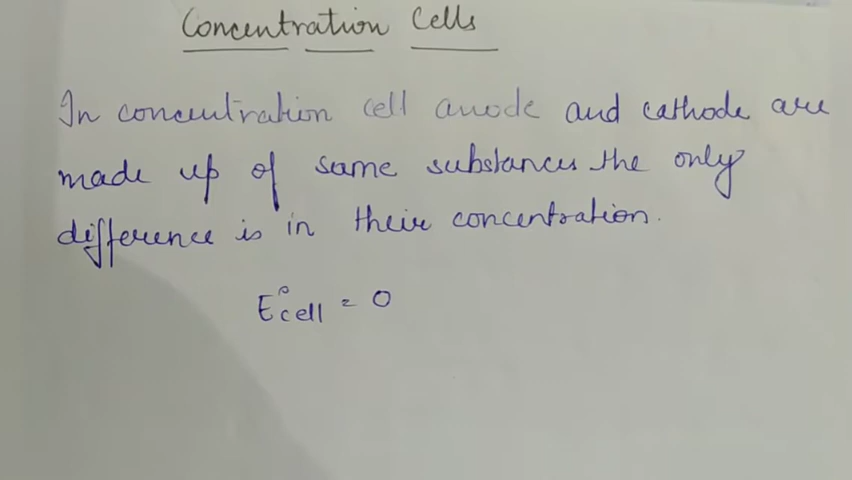 Concentration Cells
In concentration cell anode and cathode are
made up of same substances the only
difference is in their concentration.
E°cell = 0